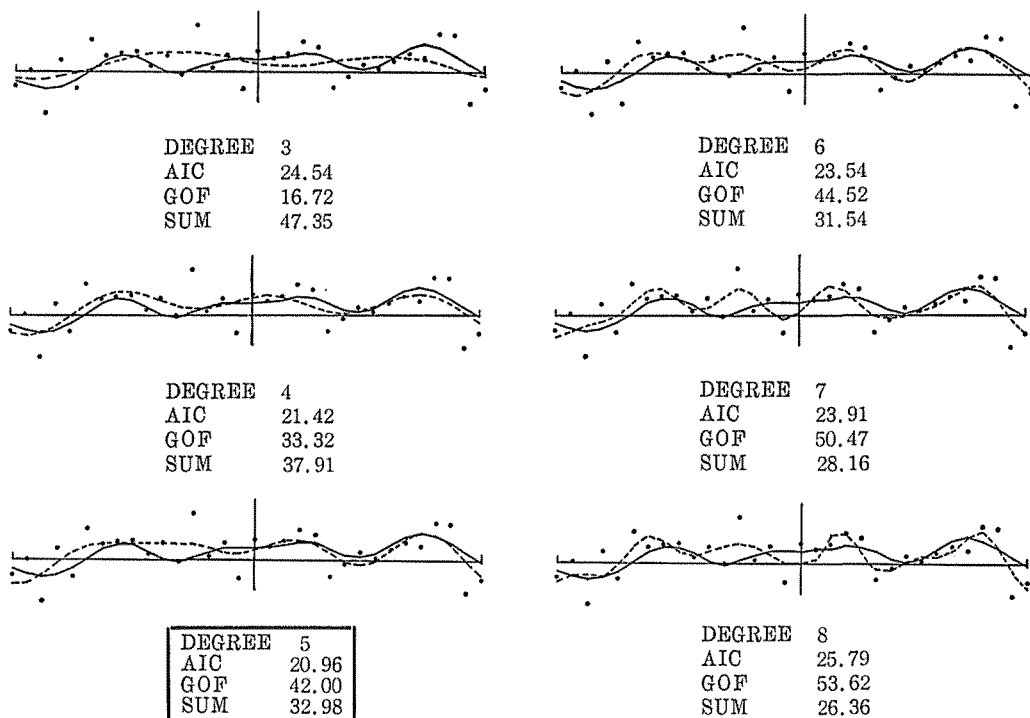 DEGREE 3
AIC 24.54
GOF 16.72
SUM 47.35
DEGREE 4
AIC 21.42
GOF 33.32
SUM 37.91
DEGREE 5
AIC 20.96
GOF 42.00
SUM 32.98
DEGREE 6
AIC 23.54
GOF 44.52
SUM 31.54
DEGREE 7
AIC 23.91
GOF 50.47
SUM 28.16
DEGREE 8
AIC 25.79
GOF 53.62
SUM 26.36